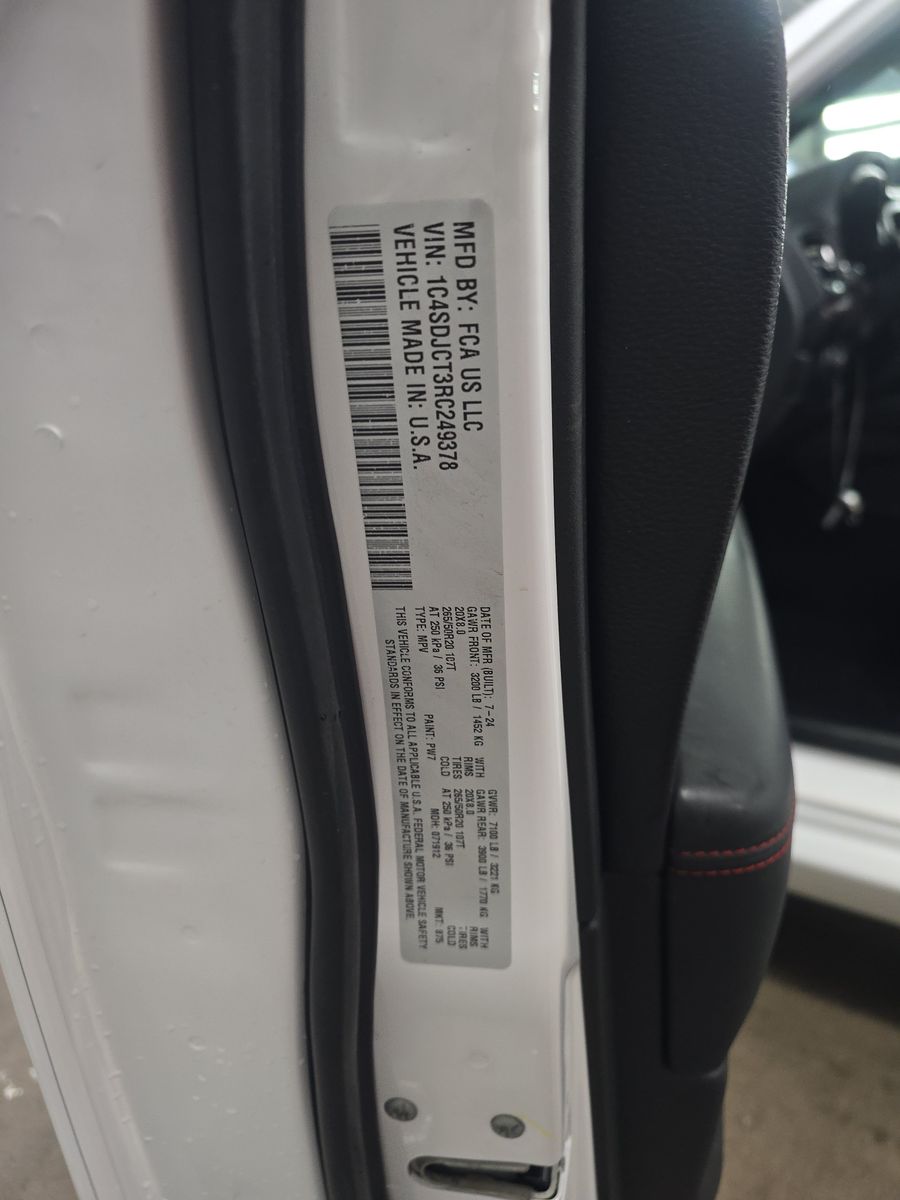 MFD BY: FCA US LLC
VIN: 1C4SDJCT3RC249378
VEHICLE MADE IN: U.S.A.
DATE OF MFR (BUILT): 7-24 GVWR: 7100 LB / 3221 KG
GAWR FRONT: 3200 LB / 1452 KG WITH GAWR REAR: 3900 LB / 1770 KG WITH
20X8.0 RIMS 20X8.0 RIMS
265/50R20 107T TIRES 265/50R20 107T TIRES
AT 250 kPa / 36 PSI COLD AT 250 kPa / 36 PSI COLD
TYPE: MPV PAINT: PW7 MDH: 071912 MKT: 875
THIS VEHICLE CONFORMS TO ALL APPLICABLE U.S.A. FEDERAL MOTOR VEHICLE SAFETY
STANDARDS IN EFFECT ON THE DATE OF MANUFACTURE SHOWN ABOVE.